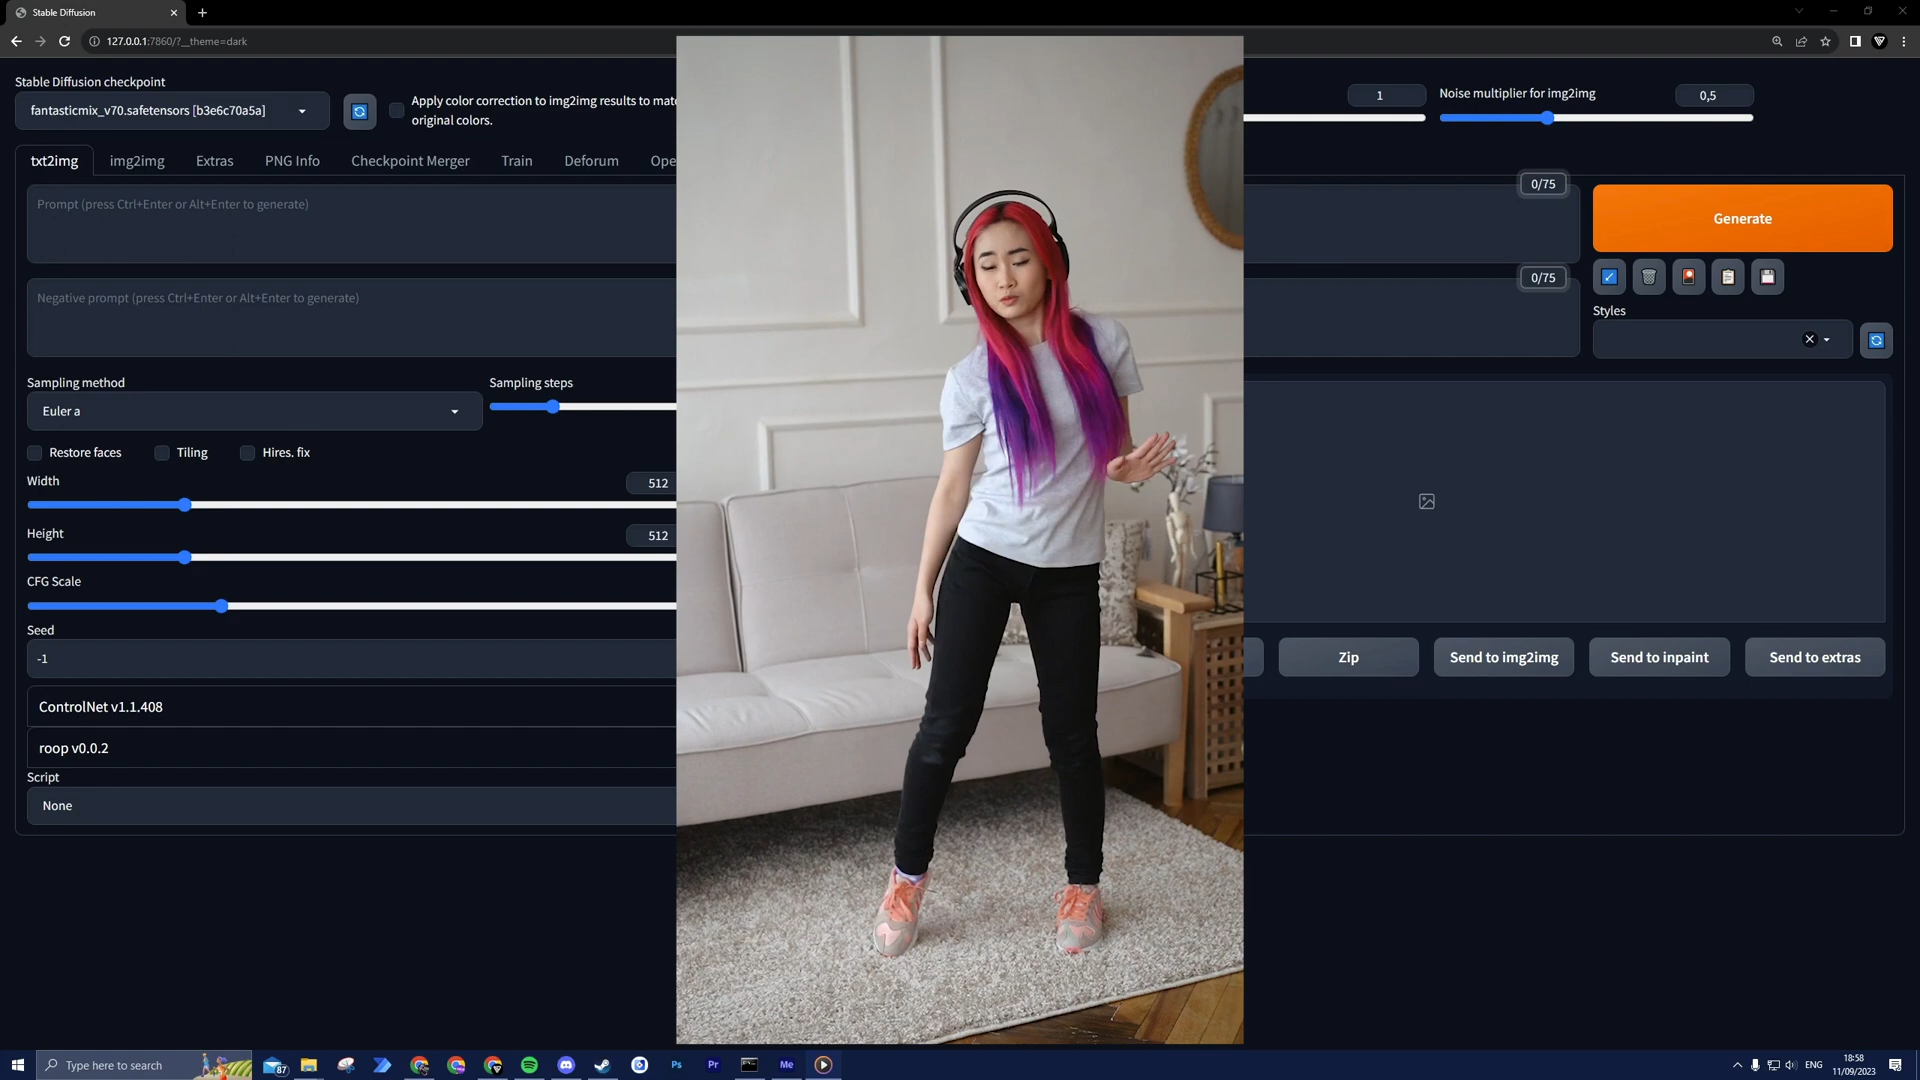 Stable Diffusion
127.0.0.1:7860/?__theme=dark
Stable Diffusion checkpoint
fantasticmix_v70.safetensors [b3e6c70a5a]
Apply color correction to img2img results to
original colors.
1
Noise multiplier for img2img
0,5
txt2img
img2img
Extras
PNG Info
Checkpoint Merger
Train
Deforum
Prompt (press Ctrl+Enter or Alt+Enter to generate)
0/75
Generate
Negative prompt (press Ctrl+Enter or Alt+Enter to generate)
0/75
Styles
Sampling method
Sampling steps
Euler a
Restore faces
Tiling
Hires. fix
Width
512
Height
512
CFG Scale
Seed
-1
Zip
Send to img2img
Send to inpaint
Send to extras
ControlNet v1.1.408
roop v0.0.2
Script
None
Type here to search
87
Ps
Pr
Me
ENG
18:58
11/09/2023